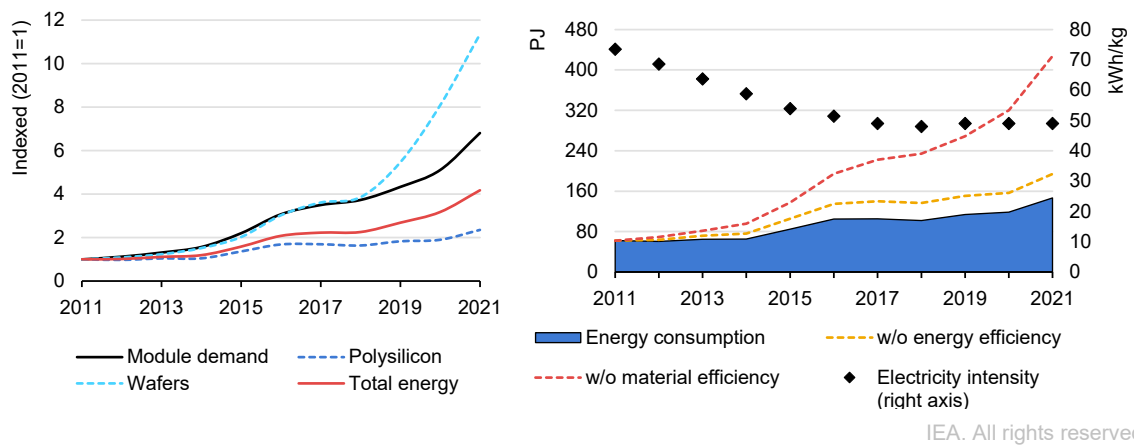 Indexed (2011=1)
12
10
8
6
4
2
0
2011 2013 2015 2017 2019 2021
Module demand Polysilicon
Wafers Total energy
PJ
480
400
320
240
160
80
0
kWh/kg
80
70
60
50
40
30
20
10
0
2011 2013 2015 2017 2019 2021
Energy consumption w/o energy efficiency
w/o material efficiency Electricity intensity
(right axis)
IEA. All rights reserve